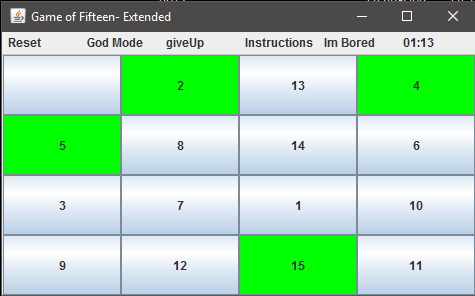 Game of Fifteen- Extended
Reset God Mode giveUp Instructions Im Bored 01:13
2 13 4
5 8 14 6
3 7 1 10
9 12 15 11